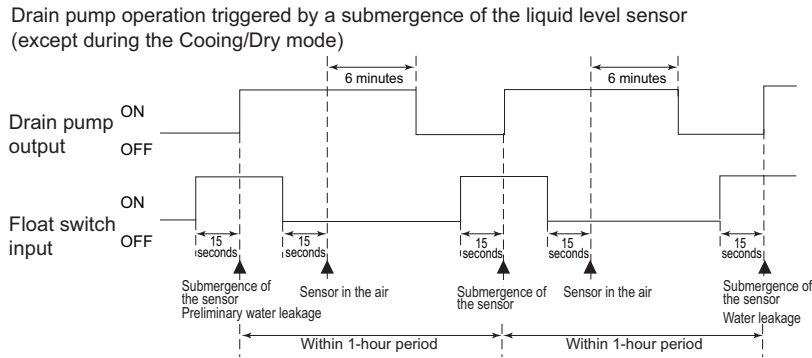 Drain pump operation triggered by a submergence of the liquid level sensor
(except during the Cooing/Dry mode)
6 minutes
6 minutes
ON
Drain pump
output
OFF
ON
Float switch
input
OFF
15
seconds
15
seconds
15
seconds
15
seconds
15
seconds
Submergence of
the sensor
Preliminary water leakage
Sensor in the air
Submergence of
the sensor
Sensor in the air
Submergence of
the sensor
Water leakage
Within 1-hour period
Within 1-hour period